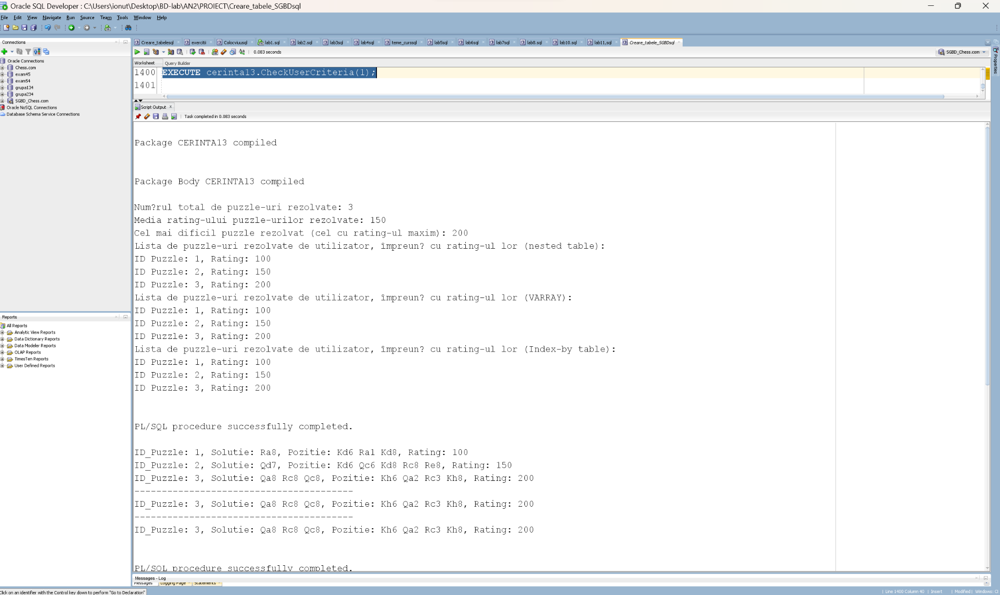 Oracle SQL Developer : C:\Users\ionut\Desktop\BD-lab\AN2\PROIECT\Creare_tabele_SGBDsql
File Edit View Navigate Run Source Team Tools Window Help
Connections
Oracle Connections
Chess.com
exam45
exam54
grupa134
grupa234
SGBD_Chess.com
Oracle NoSQL Connections
Database Schema Service Connections
Reports
All Reports
Analytic View Reports
Data Dictionary Reports
Data Modeler Reports
OLAP Reports
TimesTen Reports
User Defined Reports
Creare_tabelesql exercitii Colocviuusql lab1.sql lab2.sql lab3sql lab4sql teme_curssql lab5sql lab6sql lab7sql lab8.sql lab10.sql lab11,sql Creare_tabele_SGBDsql
0.083 seconds
SGBD_Chess.com
Properties
Worksheet Query Builder
1400 EXECUTE cerinta13.CheckUserCriteria(1);
1401
Script Output
Task completed in 0.083 seconds
Package CERINTA13 compiled
Package Body CERINTA13 compiled
Num?rul total de puzzle-uri rezolvate: 3
Media rating-ului puzzle-urilor rezolvate: 150
Cel mai dificil puzzle rezolvat (cel cu rating-ul maxim): 200
Lista de puzzle-uri rezolvate de utilizator, împreun? cu rating-ul lor (nested table):
ID Puzzle: 1, Rating: 100
ID Puzzle: 2, Rating: 150
ID Puzzle: 3, Rating: 200
Lista de puzzle-uri rezolvate de utilizator, împreun? cu rating-ul lor (VARRAY):
ID Puzzle: 1, Rating: 100
ID Puzzle: 2, Rating: 150
ID Puzzle: 3, Rating: 200
Lista de puzzle-uri rezolvate de utilizator, împreun? cu rating-ul lor (Index-by table):
ID Puzzle: 1, Rating: 100
ID Puzzle: 2, Rating: 150
ID Puzzle: 3, Rating: 200
PL/SQL procedure successfully completed.
ID_Puzzle: 1, Solutie: Ra8, Pozitie: Kd6 Ra1 Kd8, Rating: 100
ID_Puzzle: 2, Solutie: Qd7, Pozitie: Kd6 Qc6 Kd8 Rc8 Re8, Rating: 150
ID_Puzzle: 3, Solutie: Qa8 Rc8 Qc8, Pozitie: Kh6 Qa2 Rc3 Kh8, Rating: 200
----------------------------------------
ID_Puzzle: 3, Solutie: Qa8 Rc8 Qc8, Pozitie: Kh6 Qa2 Rc3 Kh8, Rating: 200
----------------------------------------
ID_Puzzle: 3, Solutie: Qa8 Rc8 Qc8, Pozitie: Kh6 Qa2 Rc3 Kh8, Rating: 200
PL/SQL procedure successfully completed.
Messages - Log
Messages Logging Page Statements
Click on an identifier with the Control key down to perform "Go to Declaration"
Line 1400 Column 40 | Insert | Modified | Windows: Cl